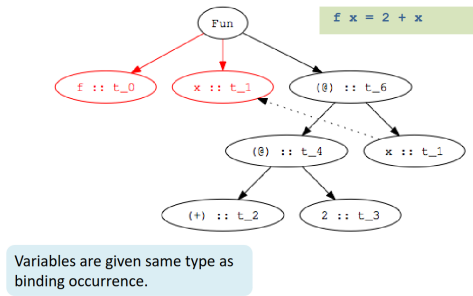 Fun
f x = 2 + x
f :: t_0
x :: t_1
(@) :: t_6
(@) :: t_4
x :: t_1
(+) :: t_2
2 :: t_3
Variables are given same type as
binding occurrence.